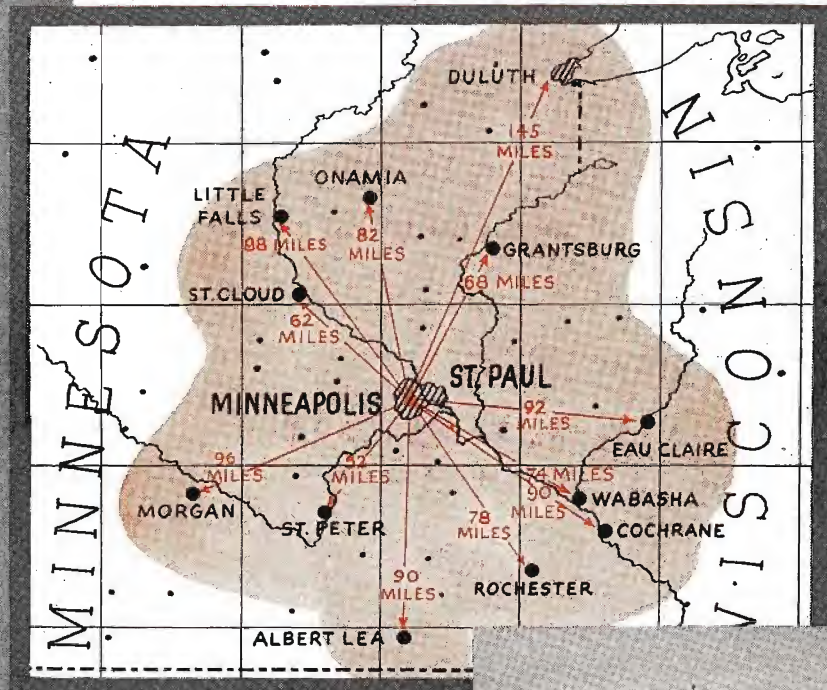 DULUTH
145
MILES
ONAMIA
LITTLE
FALLS
88 MILES
82
MILES
GRANTSBURG
68 MILES
ST. CLOUD
62
MILES
ST. PAUL
MINNEAPOLIS
92
MILES
EAU CLAIRE
96
MILES
MORGAN
52
MILES
ST. PETER
74 MILES
WABASHA
90
MILES
COCHRANE
78
MILES
ROCHESTER
90
MILES
ALBERT LEA
MINNESOTA
WISCONSIN